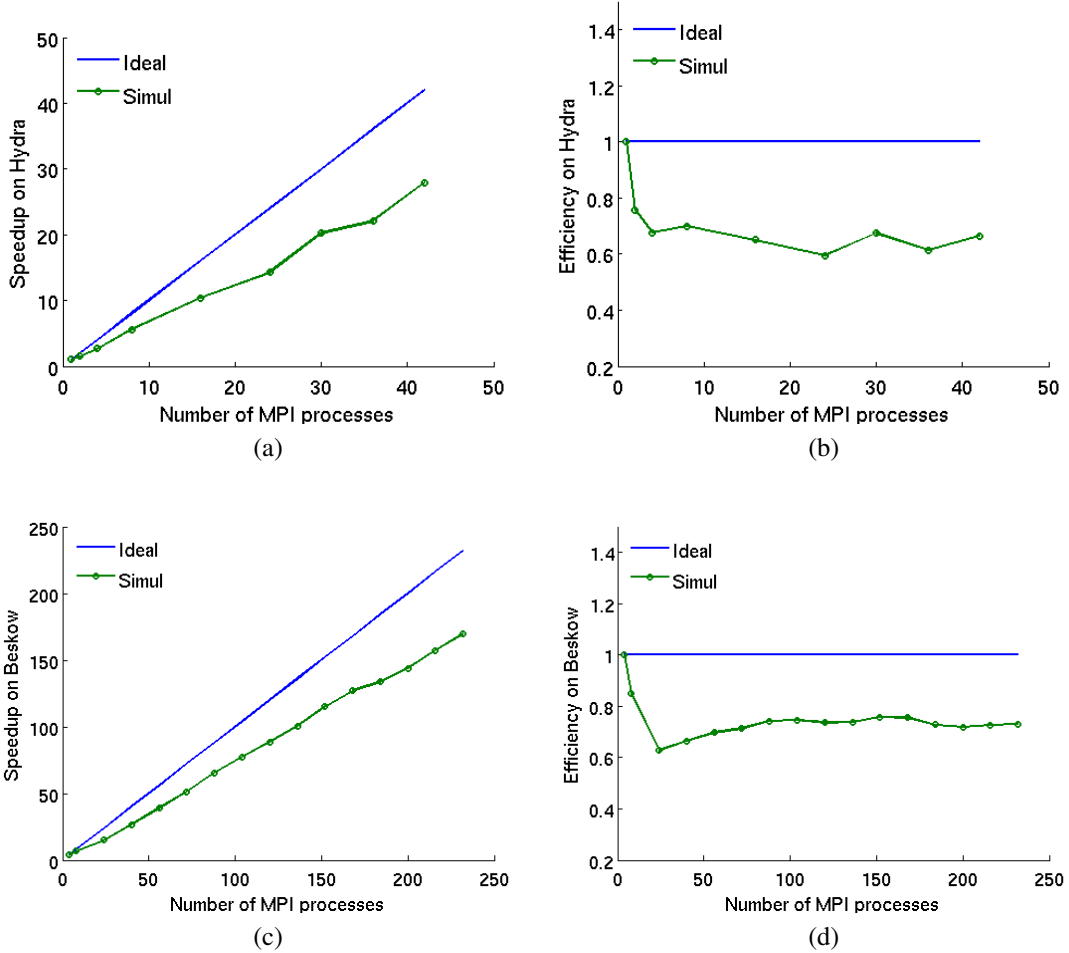 50
40
30
20
10
0
0 10 20 30 40 50
Speedup on Hydra
Number of MPI processes
Ideal
Simul
(a)
1.4
1.2
1
0.8
0.6
0.4
0.2
0 10 20 30 40 50
Efficiency on Hydra
Number of MPI processes
Ideal
Simul
(b)
250
200
150
100
50
0
0 50 100 150 200 250
Speedup on Beskow
Number of MPI processes
Ideal
Simul
(c)
1.4
1.2
1
0.8
0.6
0.4
0.2
0 50 100 150 200 250
Efficiency on Beskow
Number of MPI processes
Ideal
Simul
(d)